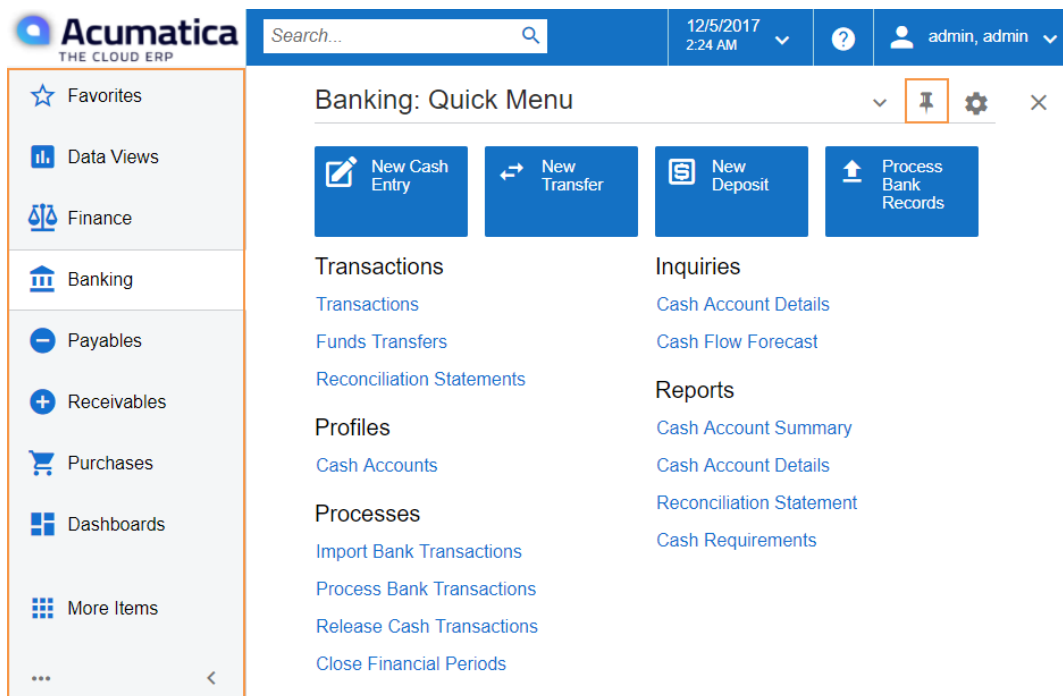 Acumatica
THE CLOUD ERP
Search...
12/5/2017
2:24 AM
?
admin, admin
Favorites
Data Views
Finance
Banking
Payables
Receivables
Purchases
Dashboards
More Items
Banking: Quick Menu
New Cash
Entry
New
Transfer
New
Deposit
Process
Bank
Records
Transactions
Transactions
Funds Transfers
Reconciliation Statements
Profiles
Cash Accounts
Processes
Import Bank Transactions
Process Bank Transactions
Release Cash Transactions
Close Financial Periods
Inquiries
Cash Account Details
Cash Flow Forecast
Reports
Cash Account Summary
Cash Account Details
Reconciliation Statement
Cash Requirements